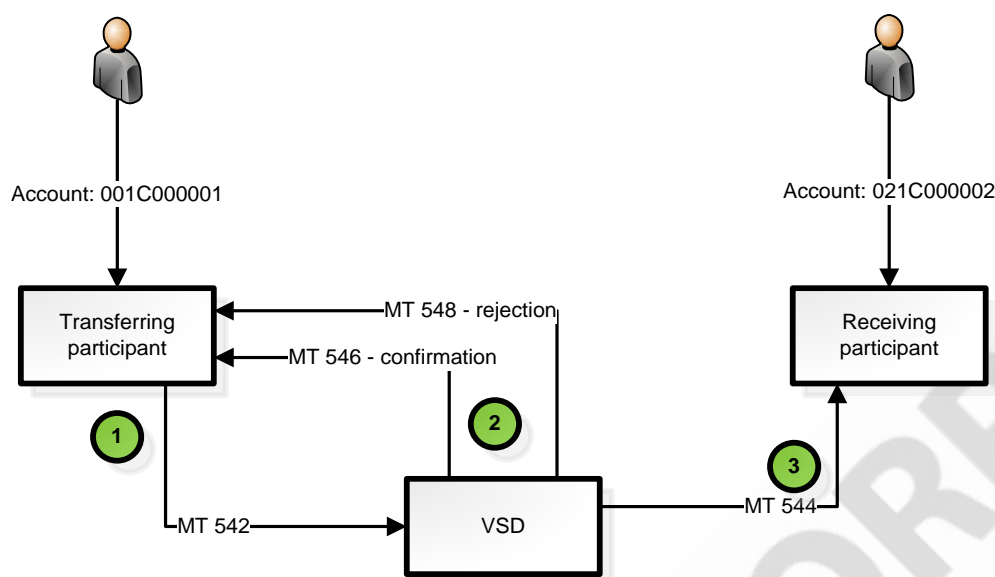 Account: 001C000001
Account: 021C000002
Transferring
participant
MT 548 - rejection
MT 546 - confirmation
Receiving
participant
1
2
3
MT 542
VSD
MT 544